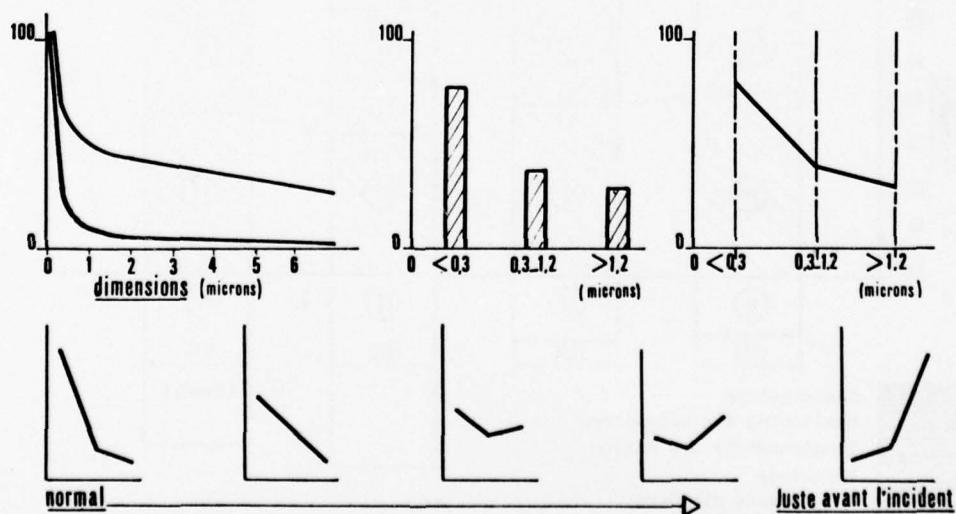 100
0
0 1 2 3 4 5 6
dimensions (microns)
100
0
0 <0,3 0,3_1,2 >1,2
(microns)
100
0
0 <0,3 0,3_1,2 >1,2
(microns)
normal
Juste avant l'incident